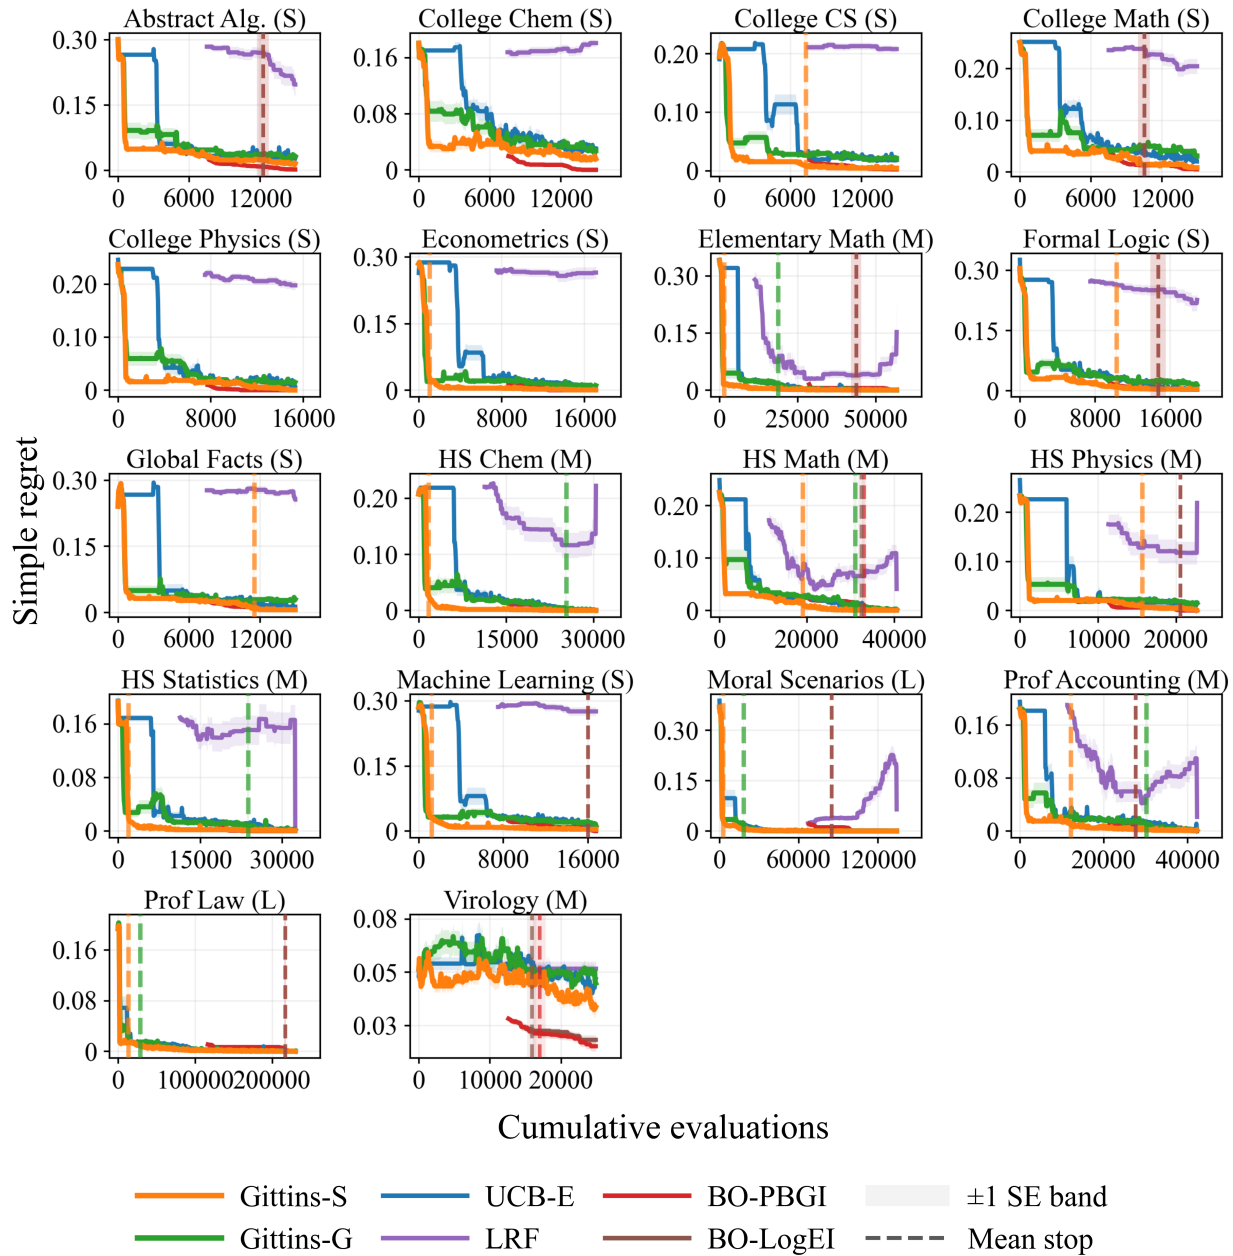 Abstract Alg. (S) College Chem (S) College CS (S) College Math (S)
0.30 0.16 0.20 0.20
0.15 0.08 0.10 0.10
0 0 0 0
0 6000 12000 0 6000 12000 0 6000 12000 0 6000 12000
College Physics (S) Econometrics (S) Elementary Math (M) Formal Logic (S)
0.20 0.30 0.30 0.30
0.10 0.15 0.15 0.15
0 0 0 0
0 8000 16000 0 8000 16000 0 25000 50000 0 8000 16000
Global Facts (S) HS Chem (M) HS Math (M) HS Physics (M)
0.30 0.20 0.20 0.20
0.15 0.10 0.10 0.10
0 0 0 0
0 6000 12000 0 15000 30000 0 20000 40000 0 10000 20000
Simple regret
HS Statistics (M) Machine Learning (S) Moral Scenarios (L) Prof Accounting (M)
0.16 0.30 0.30 0.16
0.08 0.15 0.15 0.08
0 0 0 0
0 15000 30000 0 8000 16000 0 60000 120000 0 20000 40000
Prof Law (L) Virology (M)
0.16 0.08
0.08 0.05
0 0.03
0 100000 200000 0 10000 20000
Cumulative evaluations
Gittins-S UCB-E BO-PBGI ±1 SE band
Gittins-G LRF BO-LogEI Mean stop